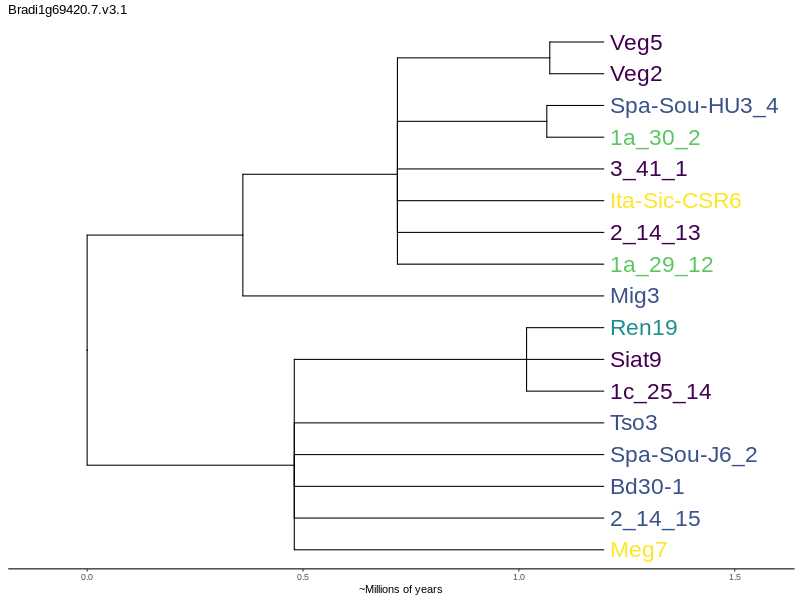 Bradi1g69420.7.v3.1
Veg5
Veg2
Spa-Sou-HU3_4
1a_30_2
3_41_1
Ita-Sic-CSR6
2_14_13
1a_29_12
Mig3
Ren19
Siat9
1c_25_14
Tso3
Spa-Sou-J6_2
Bd30-1
2_14_15
Meg7
0.0 0.5 1.0 1.5
~Millions of years